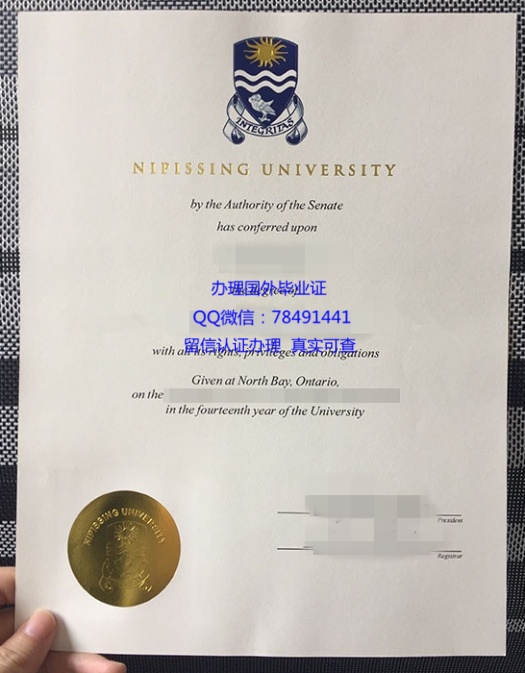 INTEGRITAS
NIPISSING UNIVERSITY
by the Authority of the Senate
has conferred upon
办理国外毕业证
QQ微信：78491441
留信认证办理 真实可查
with all its rights, privileges and obligations
Given at North Bay, Ontario,
on the
in the fourteenth year of the University
NIPISSING UNIVERSITY
President
Registrar